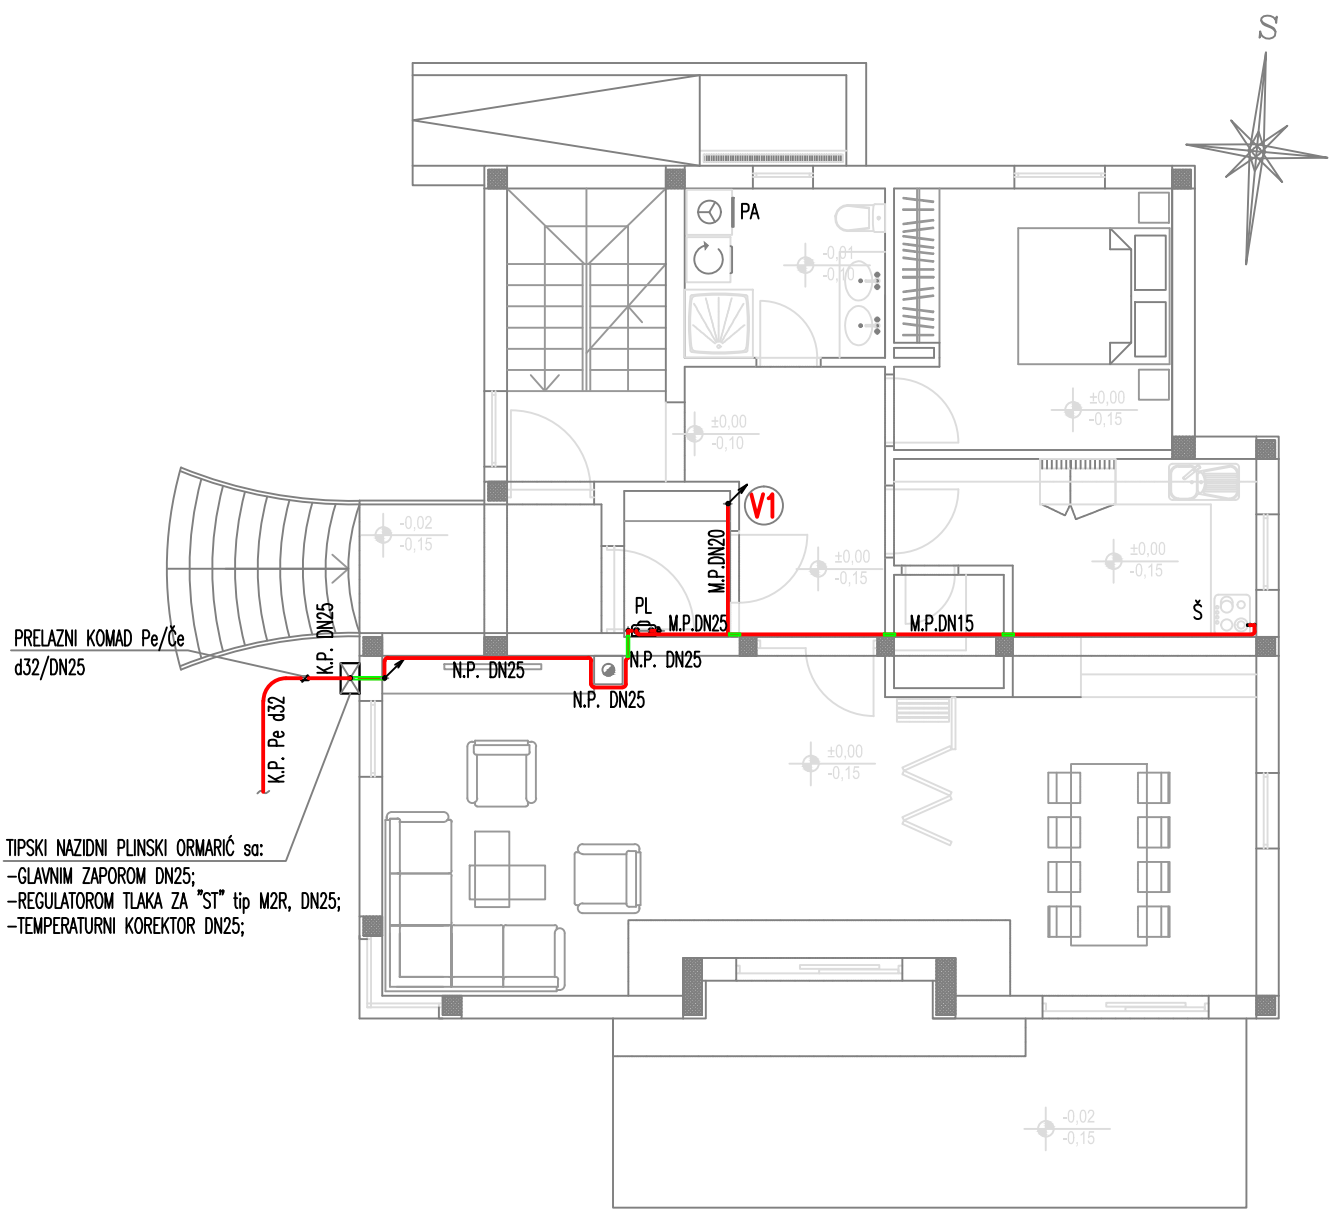 S
PA
-0,01
-0,10
±0,00
-0,15
±0,00
-0,10
V1
-0,02
-0,15
M.P.DN20
±0,00
-0,15
±0,00
-0,15
PL
M.P.DN25
M.P.DN15
Š
PRELAZNI KOMAD Pe/Če
d32/DN25
K.P. DN25
N.P. DN25
N.P. DN25
N.P. DN25
K.P. Pe d32
±0,00
-0,15
TIPSKI NAZIDNI PLINSKI ORMARIĆ sa:
-GLAVNIM ZAPOROM DN25;
-REGULATOROM TLAKA ZA "ST" tip M2R, DN25;
-TEMPERATURNI KOREKTOR DN25;
-0,02
-0,15